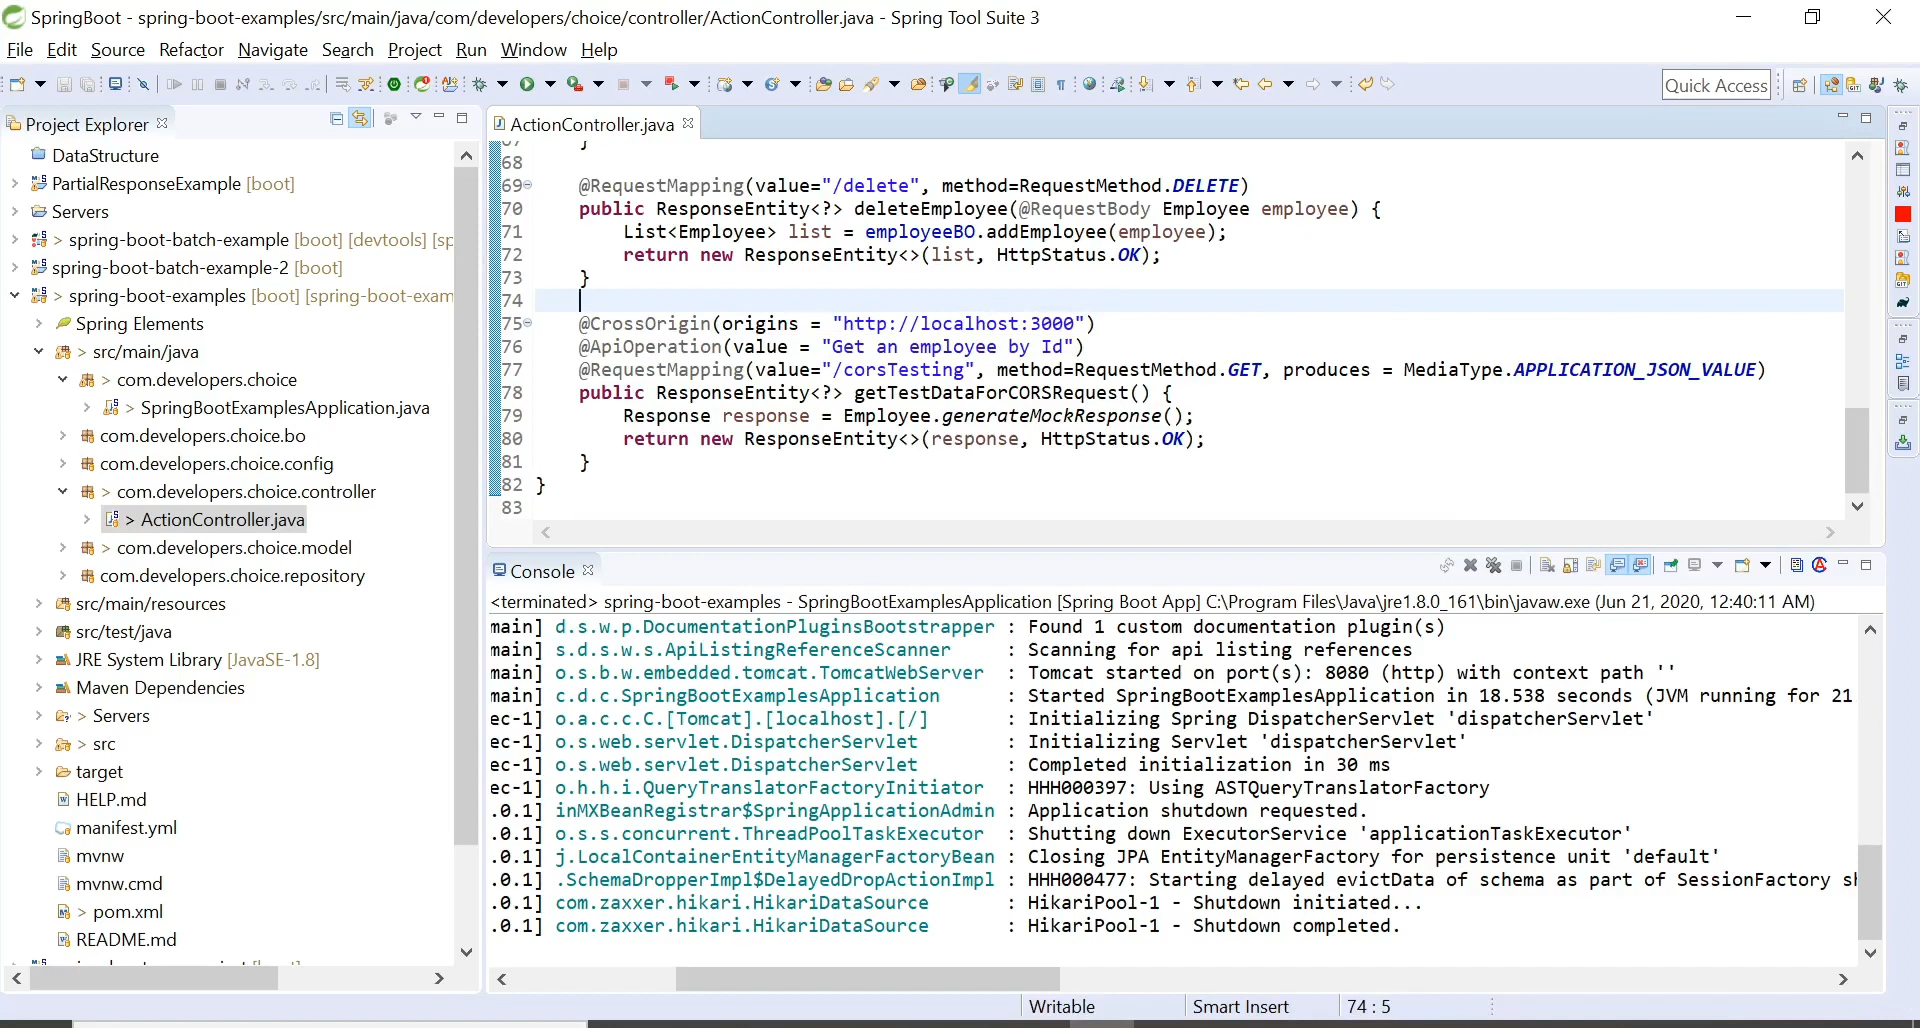 SpringBoot - spring-boot-examples/src/main/java/com/developers/choice/controller/ActionController.java - Spring Tool Suite 3
File Edit Source Refactor Navigate Search Project Run Window Help
Quick Access
Project Explorer
DataStructure
PartialResponseExample [boot]
Servers
> spring-boot-batch-example [boot] [devtools] [sp
spring-boot-batch-example-2 [boot]
> spring-boot-examples [boot] [spring-boot-exam
Spring Elements
> src/main/java
> com.developers.choice
> SpringBootExamplesApplication.java
com.developers.choice.bo
com.developers.choice.config
> com.developers.choice.controller
> ActionController.java
> com.developers.choice.model
com.developers.choice.repository
src/main/resources
src/test/java
JRE System Library [JavaSE-1.8]
Maven Dependencies
> Servers
> src
target
HELP.md
manifest.yml
mvnw
mvnw.cmd
> pom.xml
README.md
ActionController.java
67 }
68
69 @RequestMapping(value="/delete", method=RequestMethod.DELETE)
70 public ResponseEntity<?> deleteEmployee(@RequestBody Employee employee) {
71 List<Employee> list = employeeBO.addEmployee(employee);
72 return new ResponseEntity<>(list, HttpStatus.OK);
73 }
74
75 @CrossOrigin(origins = "http://localhost:3000")
76 @ApiOperation(value = "Get an employee by Id")
77 @RequestMapping(value="/corsTesting", method=RequestMethod.GET, produces = MediaType.APPLICATION_JSON_VALUE)
78 public ResponseEntity<?> getTestDataForCORSRequest() {
79 Response response = Employee.generateMockResponse();
80 return new ResponseEntity<>(response, HttpStatus.OK);
81 }
82 }
83
Console
<terminated> spring-boot-examples - SpringBootExamplesApplication [Spring Boot App] C:\Program Files\Java\jre1.8.0_161\bin\javaw.exe (Jun 21, 2020, 12:40:11 AM)
main] d.s.w.p.DocumentationPluginsBootstrapper : Found 1 custom documentation plugin(s)
main] s.d.s.w.s.ApiListingReferenceScanner : Scanning for api listing references
main] o.s.b.w.embedded.tomcat.TomcatWebServer : Tomcat started on port(s): 8080 (http) with context path ''
main] c.d.c.SpringBootExamplesApplication : Started SpringBootExamplesApplication in 18.538 seconds (JVM running for 21
ec-1] o.a.c.c.C.[Tomcat].[localhost].[/] : Initializing Spring DispatcherServlet 'dispatcherServlet'
ec-1] o.s.web.servlet.DispatcherServlet : Initializing Servlet 'dispatcherServlet'
ec-1] o.s.web.servlet.DispatcherServlet : Completed initialization in 30 ms
ec-1] o.h.h.i.QueryTranslatorFactoryInitiator : HHH000397: Using ASTQueryTranslatorFactory
.0.1] inMXBeanRegistrar$SpringApplicationAdmin : Application shutdown requested.
.0.1] o.s.s.concurrent.ThreadPoolTaskExecutor : Shutting down ExecutorService 'applicationTaskExecutor'
.0.1] j.LocalContainerEntityManagerFactoryBean : Closing JPA EntityManagerFactory for persistence unit 'default'
.0.1] .SchemaDropperImpl$DelayedDropActionImpl : HHH000477: Starting delayed evictData of schema as part of SessionFactory sh
.0.1] com.zaxxer.hikari.HikariDataSource : HikariPool-1 - Shutdown initiated...
.0.1] com.zaxxer.hikari.HikariDataSource : HikariPool-1 - Shutdown completed.
Writable Smart Insert 74 : 5